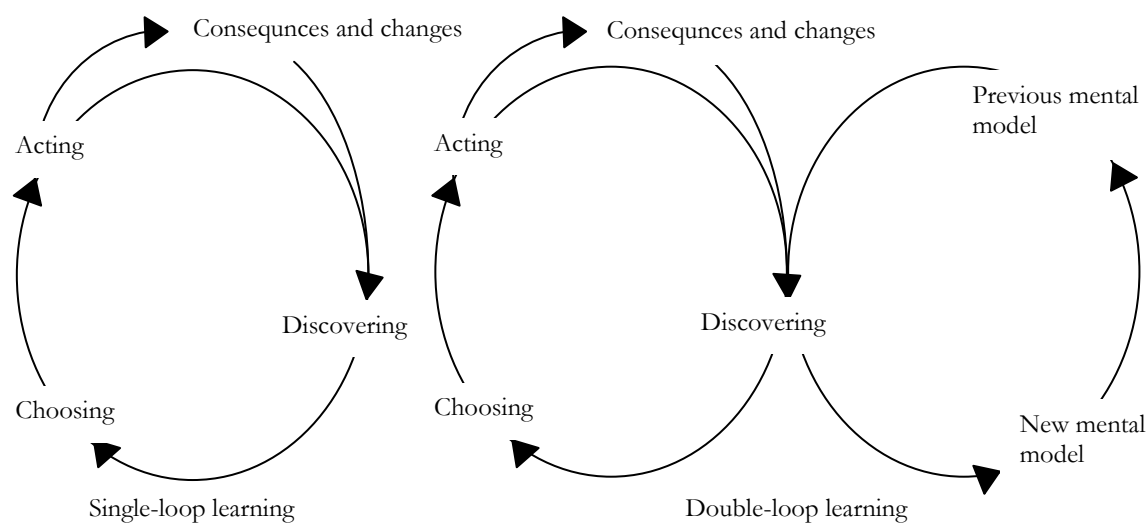 Consequnces and changes
Acting
Discovering
Choosing
Single-loop learning
Consequnces and changes
Previous mental
model
Acting
Discovering
Choosing
New mental
model
Double-loop learning